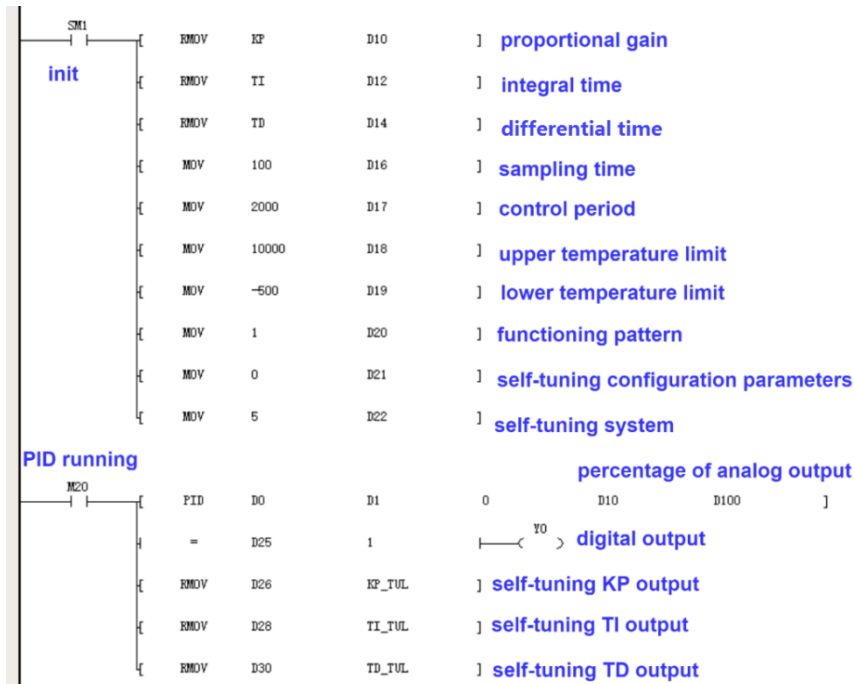 SM1
[ RMOV KP D10 ] proportional gain
init
[ RMOV TI D12 ] integral time
[ RMOV TD D14 ] differential time
[ MOV 100 D16 ] sampling time
[ MOV 2000 D17 ] control period
[ MOV 10000 D18 ] upper temperature limit
[ MOV -500 D19 ] lower temperature limit
[ MOV 1 D20 ] functioning pattern
[ MOV 0 D21 ] self-tuning configuration parameters
[ MOV 5 D22 ] self-tuning system
PID running
percentage of analog output
M20
[ PID D0 D1 0 D10 D100 ]
Y0
= D25 1 ( ) digital output
[ RMOV D26 KP_TUL ] self-tuning KP output
[ RMOV D28 TI_TUL ] self-tuning TI output
[ RMOV D30 TD_TUL ] self-tuning TD output